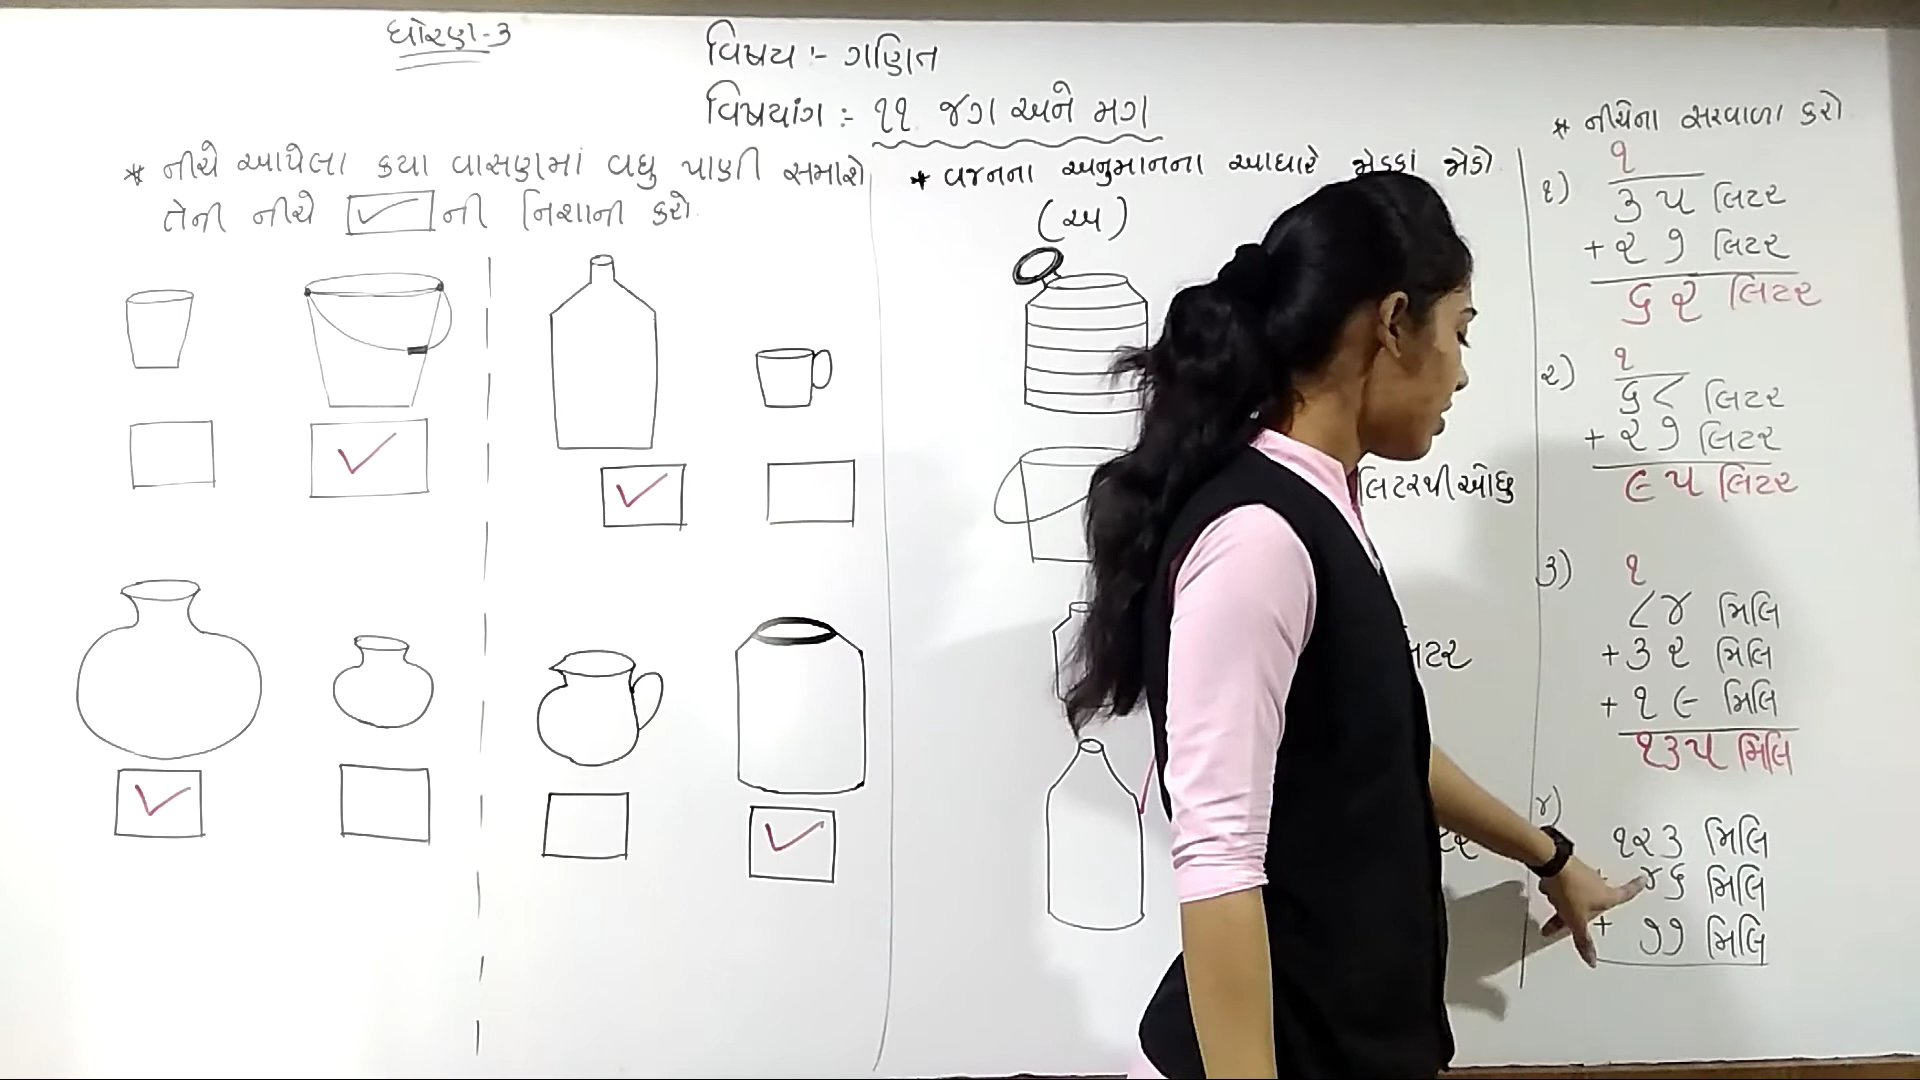 ધોરણ-૩
વિષય :- ગણિત
વિષયાંગ :- ૧૧ જગ અને મગ
* નીચે આપેલા કયા વાસણમાં વધુ પાણી સમાશે
તેની નીચે ✓ ની નિશાની કરો.
* વજનના અનુમાનના આધારે જોડકાં જોડો
(અ)
લિટરથી ઓછુ
* નીચેના સરવાળા કરો
૧)
૧
૩૫ લિટર
+ ૨૭ લિટર
૬૨ લિટર
૨)
૧
૬૮ લિટર
+ ૨૭ લિટર
૯૫ લિટર
૩)
૧
૮૪ મિલિ
+ ૩૨ મિલિ
+ ૧૯ મિલિ
૧૩૫ મિલિ
૪)
૧૨૩ મિલિ
૪૬ મિલિ
+ ૭૭ મિલિ